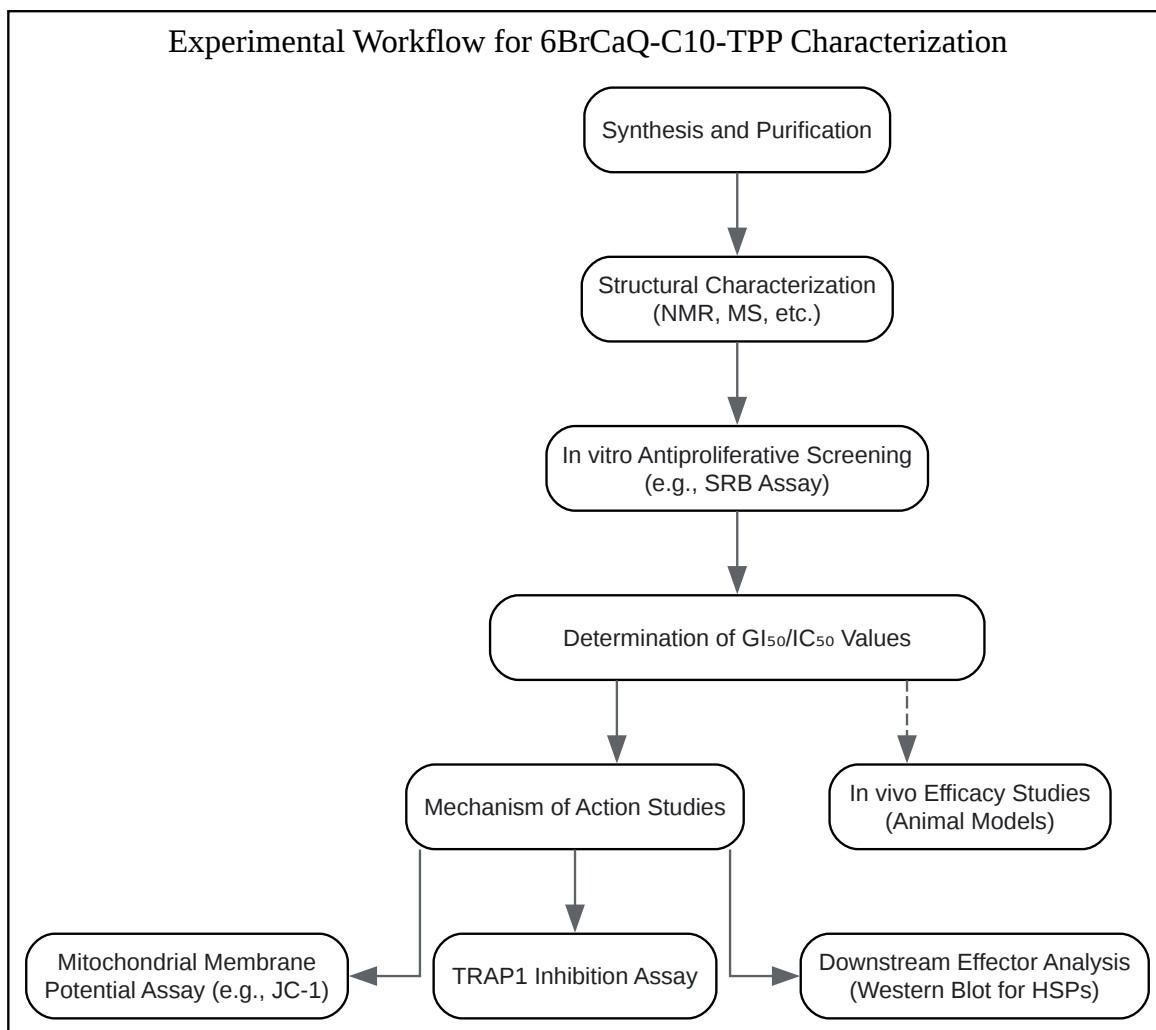 Experimental Workflow for 6BrCaQ-C10-TPP Characterization
Synthesis and Purification
Structural Characterization
(NMR, MS, etc.)
In vitro Antiproliferative Screening
(e.g., SRB Assay)
Determination of GI₅₀/IC₅₀ Values
Mechanism of Action Studies
In vivo Efficacy Studies
(Animal Models)
Mitochondrial Membrane
Potential Assay (e.g., JC-1)
TRAP1 Inhibition Assay
Downstream Effector Analysis
(Western Blot for HSPs)